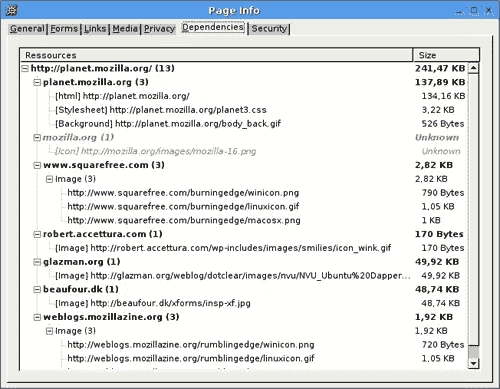 Page Info
General Forms Links Media Privacy Dependencies Security
Ressources Size
http://planet.mozilla.org/ (13) 241,47 KB
planet.mozilla.org (3) 137,89 KB
[html] http://planet.mozilla.org/ 134,16 KB
[Stylesheet] http://planet.mozilla.org/planet3.css 3,22 KB
[Background] http://planet.mozilla.org/body_back.gif 526 Bytes
mozilla.org (1) Unknown
[Icon] http://mozilla.org/images/mozilla-16.png Unknown
www.squarefree.com (3) 2,82 KB
Image (3) 2,82 KB
http://www.squarefree.com/burningedge/winicon.png 790 Bytes
http://www.squarefree.com/burningedge/linuxicon.gif 1,05 KB
http://www.squarefree.com/burningedge/macosx.png 1 KB
robert.accettura.com (1) 170 Bytes
[Image] http://robert.accettura.com/wp-includes/images/smilies/icon_wink.gif 170 Bytes
glazman.org (1) 49,92 KB
[Image] http://glazman.org/weblog/dotclear/images/nvu/NVU_Ubuntu%20Dapper... 49,92 KB
beaufour.dk (1) 48,74 KB
[Image] http://beaufour.dk/xforms/insp-xf.jpg 48,74 KB
weblogs.mozillazine.org (3) 1,92 KB
Image (3) 1,92 KB
http://weblogs.mozillazine.org/rumblingedge/winicon.png 720 Bytes
http://weblogs.mozillazine.org/rumblingedge/linuxicon.gif 1,05 KB